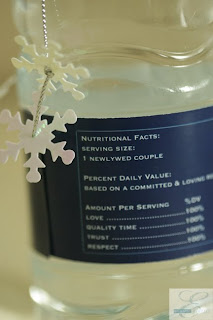 NUTRITIONAL FACTS:
SERVING SIZE:
1 NEWLYWED COUPLE
PERCENT DAILY VALUE:
BASED ON A COMMITTED & LOVING
AMOUNT PER SERVING %DV
LOVE ........................ 100%
QUALITY TIME ................ 100%
TRUST ....................... 100%
RESPECT ..................... 100%